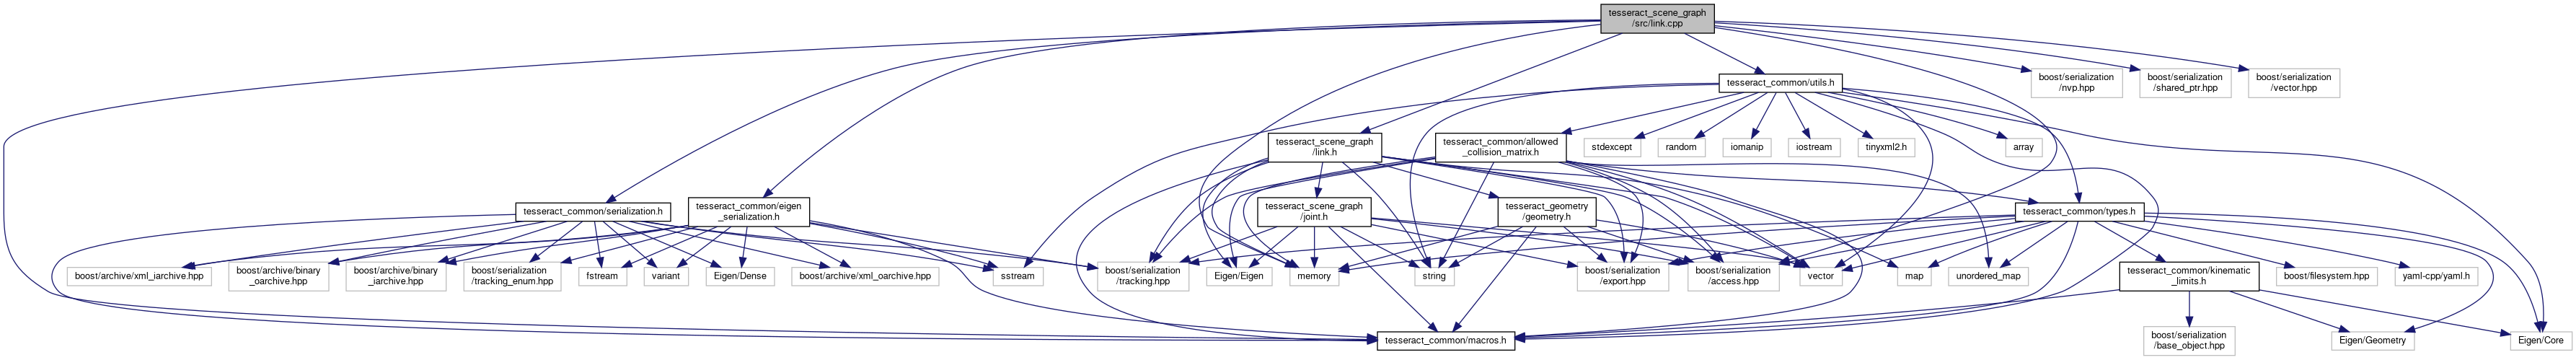 tesseract_scene_graph
/src/link.cpp
tesseract_common/utils.h
boost/serialization
/nvp.hpp
boost/serialization
/shared_ptr.hpp
boost/serialization
/vector.hpp
tesseract_scene_graph
/link.h
tesseract_common/allowed
_collision_matrix.h
stdexcept
random
iomanip
iostream
tinyxml2.h
array
tesseract_common/serialization.h
tesseract_common/eigen
_serialization.h
tesseract_scene_graph
/joint.h
tesseract_geometry
/geometry.h
tesseract_common/types.h
boost/archive/xml_iarchive.hpp
boost/archive/binary
_oarchive.hpp
boost/archive/binary
_iarchive.hpp
boost/serialization
/tracking_enum.hpp
fstream
variant
Eigen/Dense
boost/archive/xml_oarchive.hpp
sstream
boost/serialization
/tracking.hpp
Eigen/Eigen
memory
string
boost/serialization
/export.hpp
boost/serialization
/access.hpp
vector
map
unordered_map
tesseract_common/kinematic
_limits.h
boost/filesystem.hpp
yaml-cpp/yaml.h
tesseract_common/macros.h
boost/serialization
/base_object.hpp
Eigen/Geometry
Eigen/Core